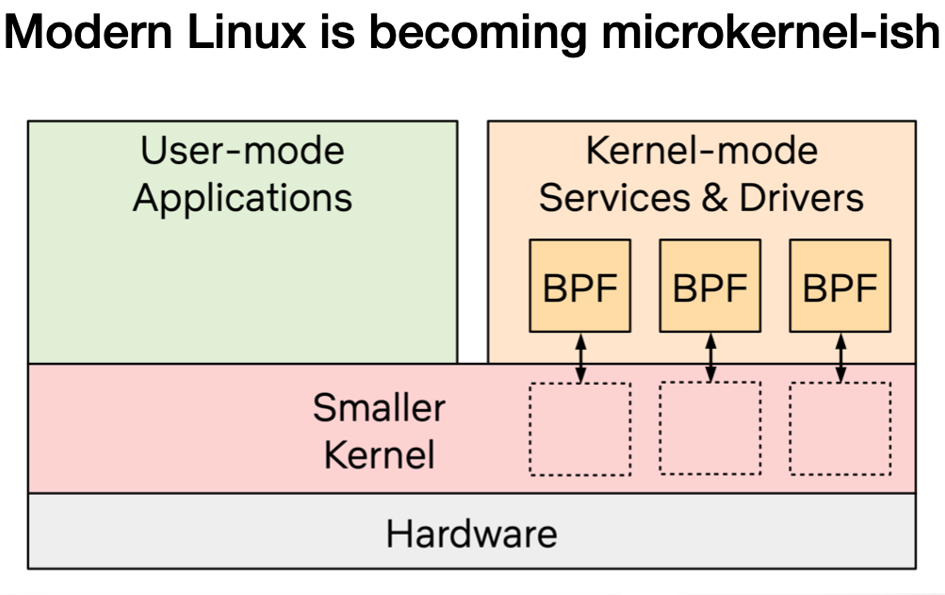 Modern Linux is becoming microkernel-ish
User-mode
Applications
Kernel-mode
Services & Drivers
BPF
BPF
BPF
Smaller
Kernel
Hardware